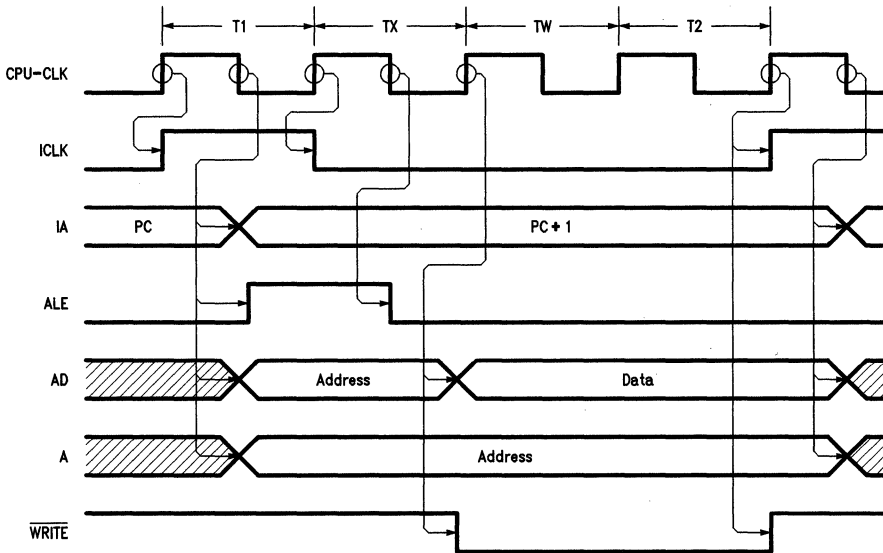 T1 TX TW T2
CPU-CLK
ICLK
IA PC PC + 1
ALE
AD Address Data
A Address
WRITE